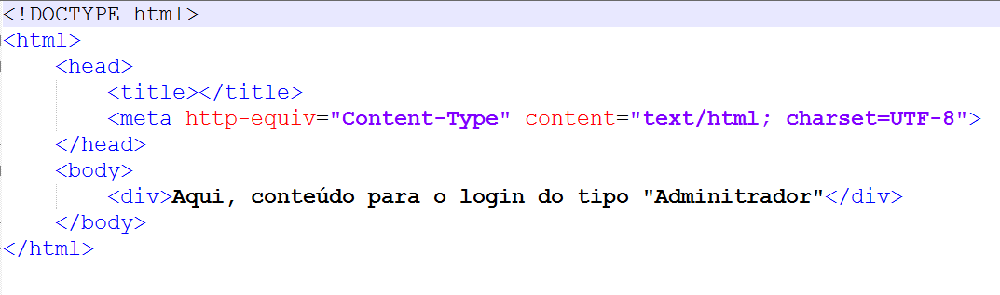 <!DOCTYPE html>
<html>
<head>
<title></title>
<meta http-equiv="Content-Type" content="text/html; charset=UTF-8">
</head>
<body>
<div>Aqui, conteúdo para o login do tipo "Adminitrador"</div>
</body>
</html>